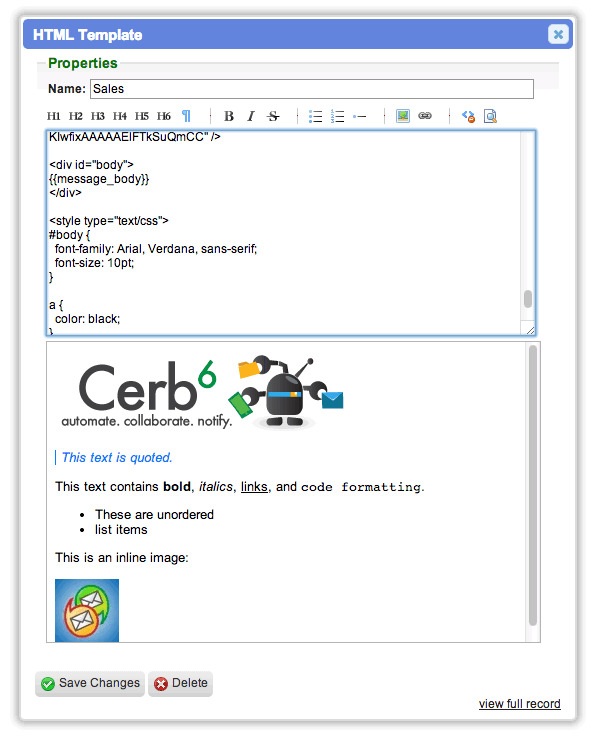 HTML Template
Properties
Name: Sales
H1 H2 H3 H4 H5 H6 ¶ B I S
KlwfixAAAAAElFTkSuQmCC" />
<div id="body">
{{message_body}}
</div>
<style type="text/css">
#body {
font-family: Arial, Verdana, sans-serif;
font-size: 10pt;
}
a {
color: black;
}
Cerb6
automate. collaborate. notify.
This text is quoted.
This text contains bold, italics, links, and code formatting.
• These are unordered
• list items
This is an inline image:
Save Changes Delete
view full record